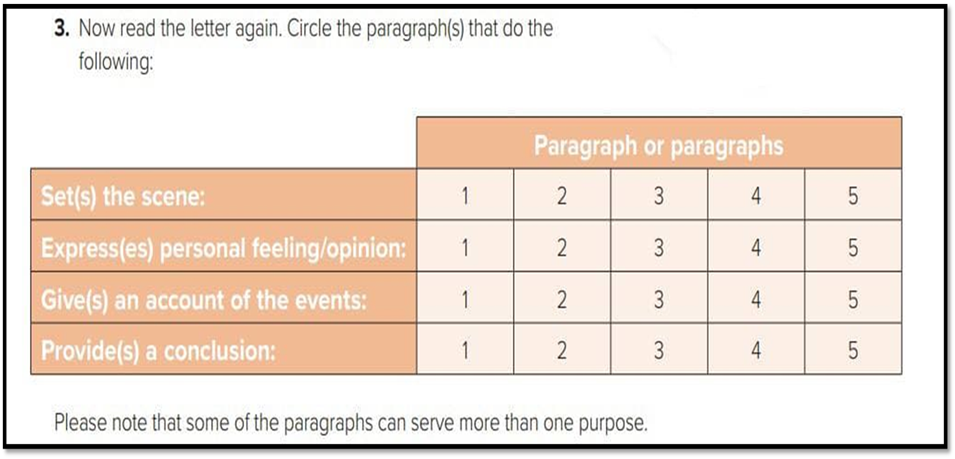 3. Now read the letter again. Circle the paragraph(s) that do the
following:
Paragraph or paragraphs
Set(s) the scene: 1 2 3 4 5
Express(es) personal feeling/opinion: 1 2 3 4 5
Give(s) an account of the events: 1 2 3 4 5
Provide(s) a conclusion: 1 2 3 4 5
Please note that some of the paragraphs can serve more than one purpose.